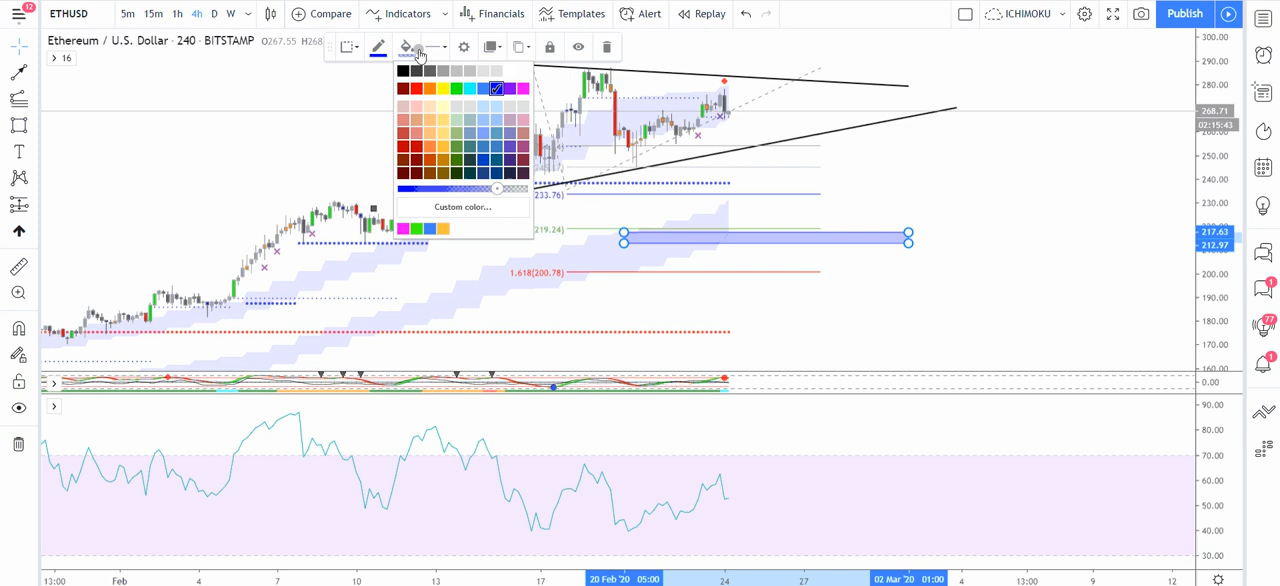 12
ETHUSD
5m 15m 1h 4h D W
Compare
Indicators
Financials
Templates
Alert
Replay
ICHIMOKU
Publish
Ethereum / U.S. Dollar · 240 · BITSTAMP O267.55 H268
16
Custom color...
300.00
290.00
280.00
268.71
02:15:43
260.00
250.00
240.00
230.00
217.63
212.97
200.00
190.00
180.00
170.00
160.00
233.76)
219.24)
1.618(200.78)
0.00
90.00
80.00
70.00
60.00
50.00
40.00
30.00
13:00 Feb 4 7 10 13 17 20 Feb '20 05:00 24 27 02 Mar '20 01:00 4 13:00 9 12
1
77
1